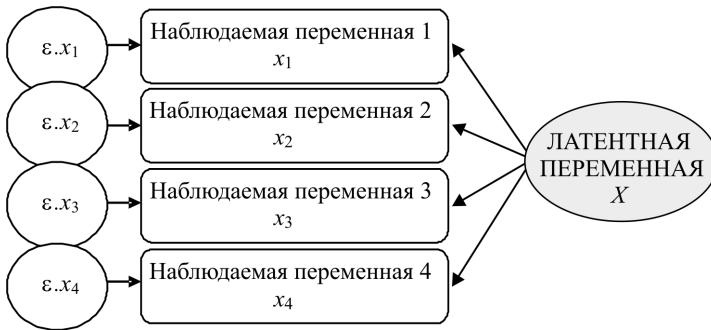 ε.x₁
Наблюдаемая переменная 1
x₁
ε.x₂
Наблюдаемая переменная 2
x₂
ε.x₃
Наблюдаемая переменная 3
x₃
ε.x₄
Наблюдаемая переменная 4
x₄
ЛАТЕНТНАЯ
ПЕРЕМЕННАЯ
X